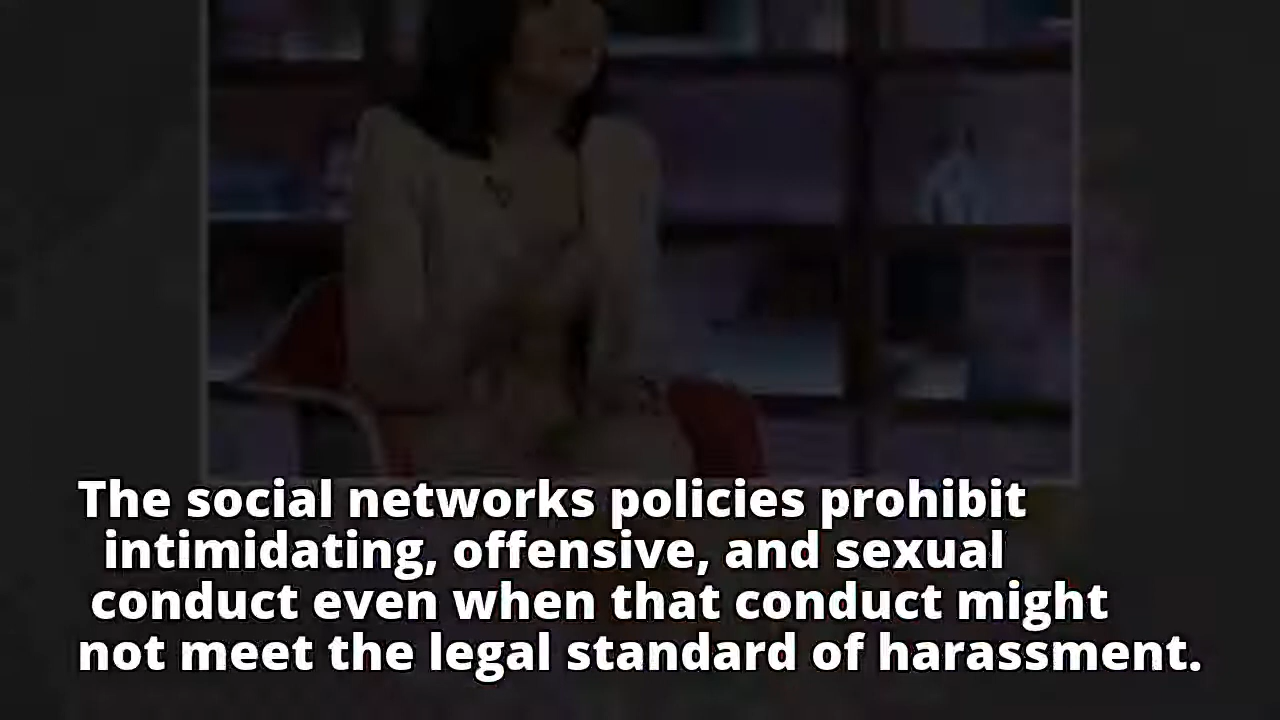 The social networks policies prohibit
intimidating, offensive, and sexual
conduct even when that conduct might
not meet the legal standard of harassment.